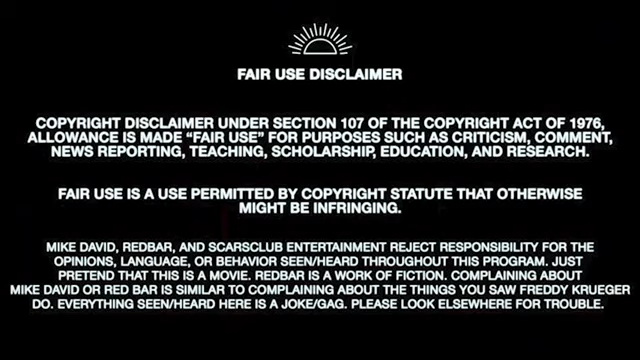 FAIR USE DISCLAIMER
COPYRIGHT DISCLAIMER UNDER SECTION 107 OF THE COPYRIGHT ACT OF 1976,
ALLOWANCE IS MADE “FAIR USE” FOR PURPOSES SUCH AS CRITICISM, COMMENT,
NEWS REPORTING, TEACHING, SCHOLARSHIP, EDUCATION, AND RESEARCH.
FAIR USE IS A USE PERMITTED BY COPYRIGHT STATUTE THAT OTHERWISE
MIGHT BE INFRINGING.
MIKE DAVID, REDBAR, AND SCARSCLUB ENTERTAINMENT REJECT RESPONSIBILITY FOR THE
OPINIONS, LANGUAGE, OR BEHAVIOR SEEN/HEARD THROUGHOUT THIS PROGRAM. JUST
PRETEND THAT THIS IS A MOVIE. REDBAR IS A WORK OF FICTION. COMPLAINING ABOUT
MIKE DAVID OR RED BAR IS SIMILAR TO COMPLAINING ABOUT THE THINGS YOU SAW FREDDY KRUEGER
DO. EVERYTHING SEEN/HEARD HERE IS A JOKE/GAG. PLEASE LOOK ELSEWHERE FOR TROUBLE.